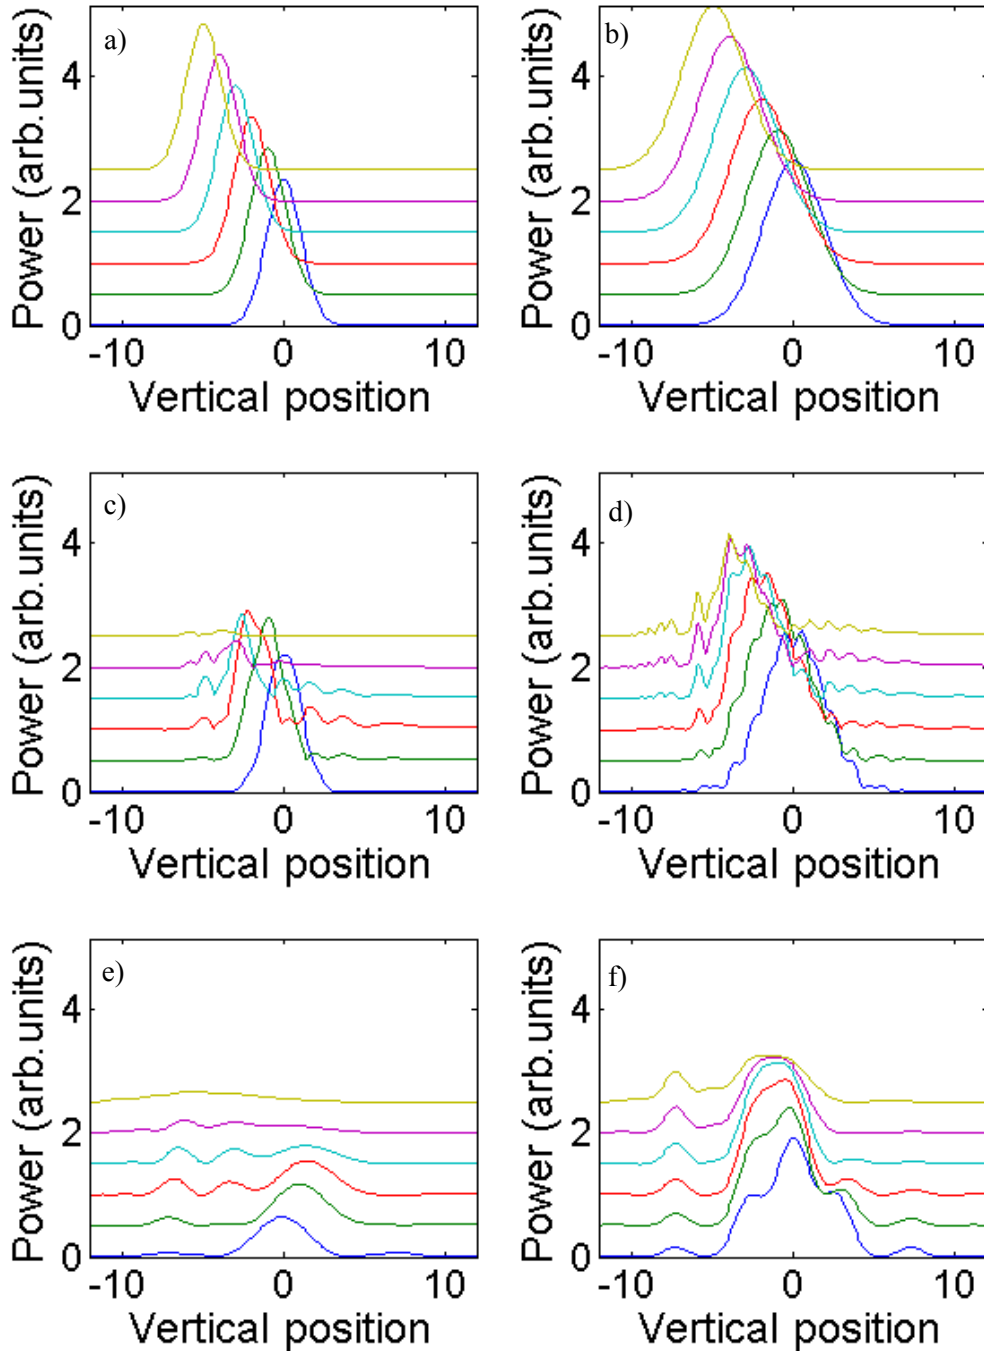 a) b)
Power (arb.units) 4 2 0 Power (arb.units) 4 2 0
-10 0 10 -10 0 10
Vertical position Vertical position
c) d)
Power (arb.units) 4 2 0 Power (arb.units) 4 2 0
-10 0 10 -10 0 10
Vertical position Vertical position
e) f)
Power (arb.units) 4 2 0 Power (arb.units) 4 2 0
-10 0 10 -10 0 10
Vertical position Vertical position